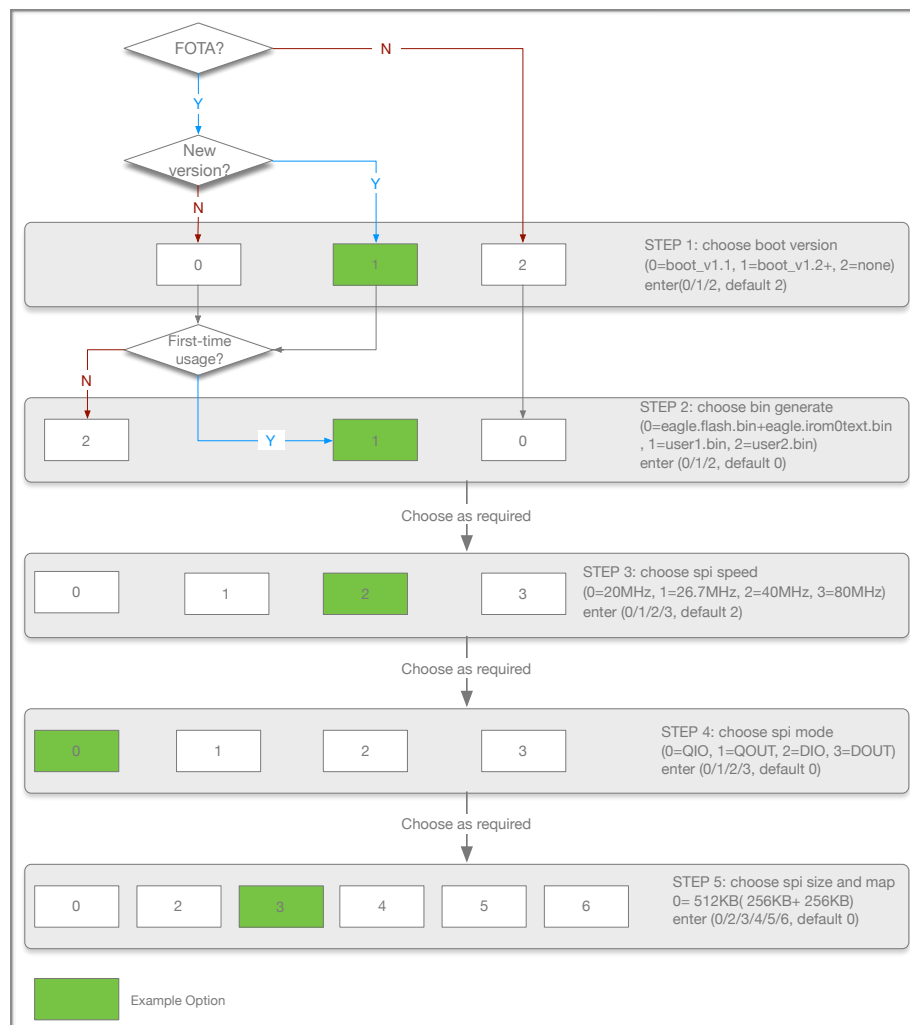 FOTA?
N
Y
New
version?
Y
N
0
1
2
STEP 1: choose boot version
(0=boot_v1.1, 1=boot_v1.2+, 2=none)
enter(0/1/2, default 2)
First-time
usage?
N
Y
2
1
0
STEP 2: choose bin generate
(0=eagle.flash.bin+eagle.irom0text.bin
, 1=user1.bin, 2=user2.bin)
enter (0/1/2, default 0)
Choose as required
0
1
2
3
STEP 3: choose spi speed
(0=20MHz, 1=26.7MHz, 2=40MHz, 3=80MHz)
enter (0/1/2/3, default 2)
Choose as required
0
1
2
3
STEP 4: choose spi mode
(0=QIO, 1=QOUT, 2=DIO, 3=DOUT)
enter (0/1/2/3, default 0)
Choose as required
0
2
3
4
5
6
STEP 5: choose spi size and map
0= 512KB( 256KB+ 256KB)
enter (0/2/3/4/5/6, default 0)
Example Option